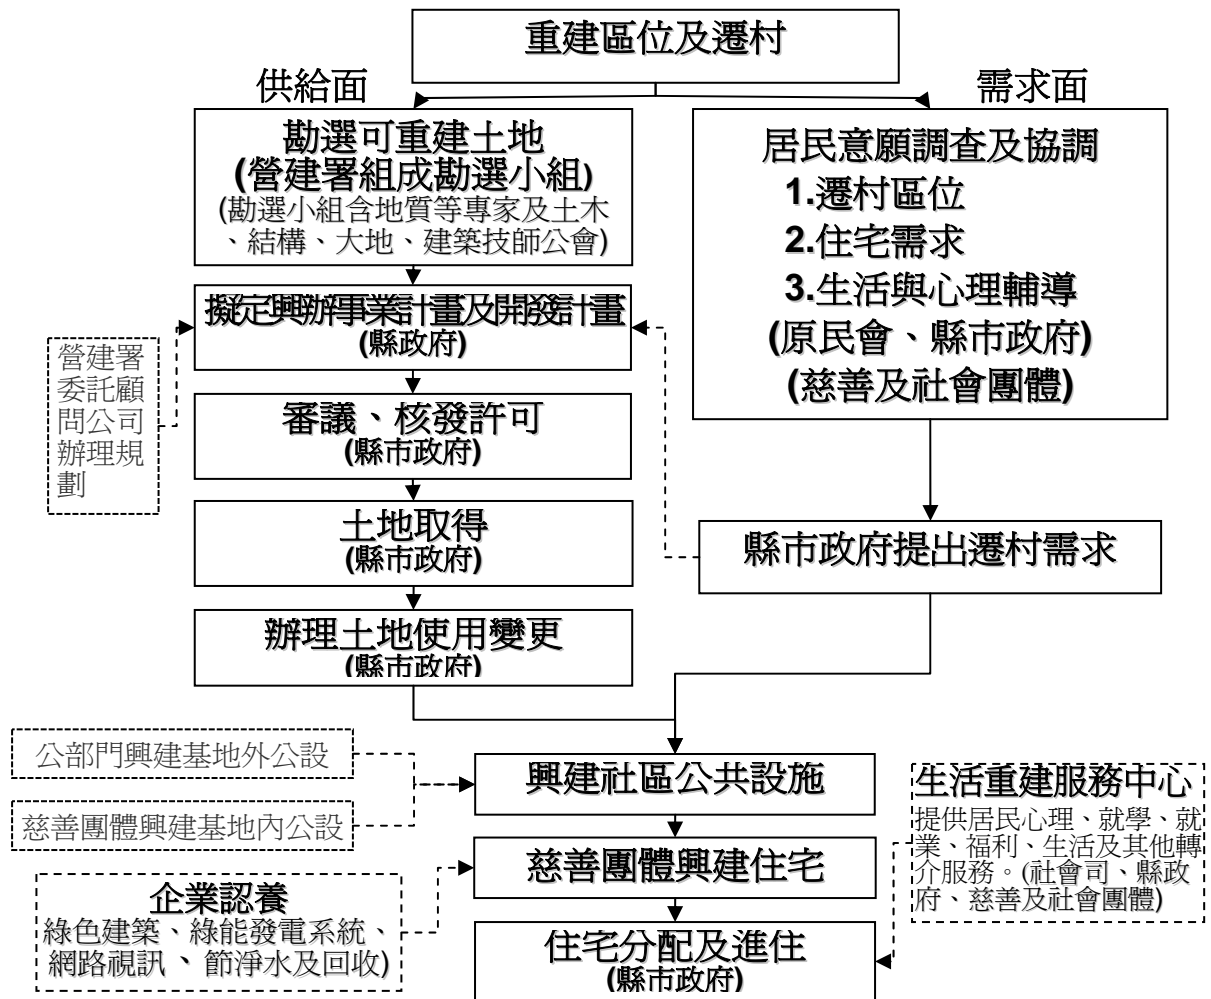 重建區位及遷村
供給面
需求面
勘選可重建土地
(營建署組成勘選小組)
(勘選小組含地質等專家及土木
、結構、大地、建築技師公會)
居民意願調查及協調
1.遷村區位
2.住宅需求
3.生活與心理輔導
(原民會、縣市政府)
(慈善及社會團體)
擬定興辦事業計畫及開發計畫
(縣政府)
營建署
委託顧
問公司
辦理規
劃
審議、核發許可
(縣市政府)
土地取得
(縣市政府)
縣市政府提出遷村需求
辦理土地使用變更
(縣市政府)
公部門興建基地外公設
慈善團體興建基地內公設
興建社區公共設施
生活重建服務中心
提供居民心理、就學、就
業、福利、生活及其他轉
介服務。(社會司、縣政
府、慈善及社會團體)
慈善團體興建住宅
企業認養
綠色建築、綠能發電系統、
網路視訊、節淨水及回收)
住宅分配及進住
(縣市政府)